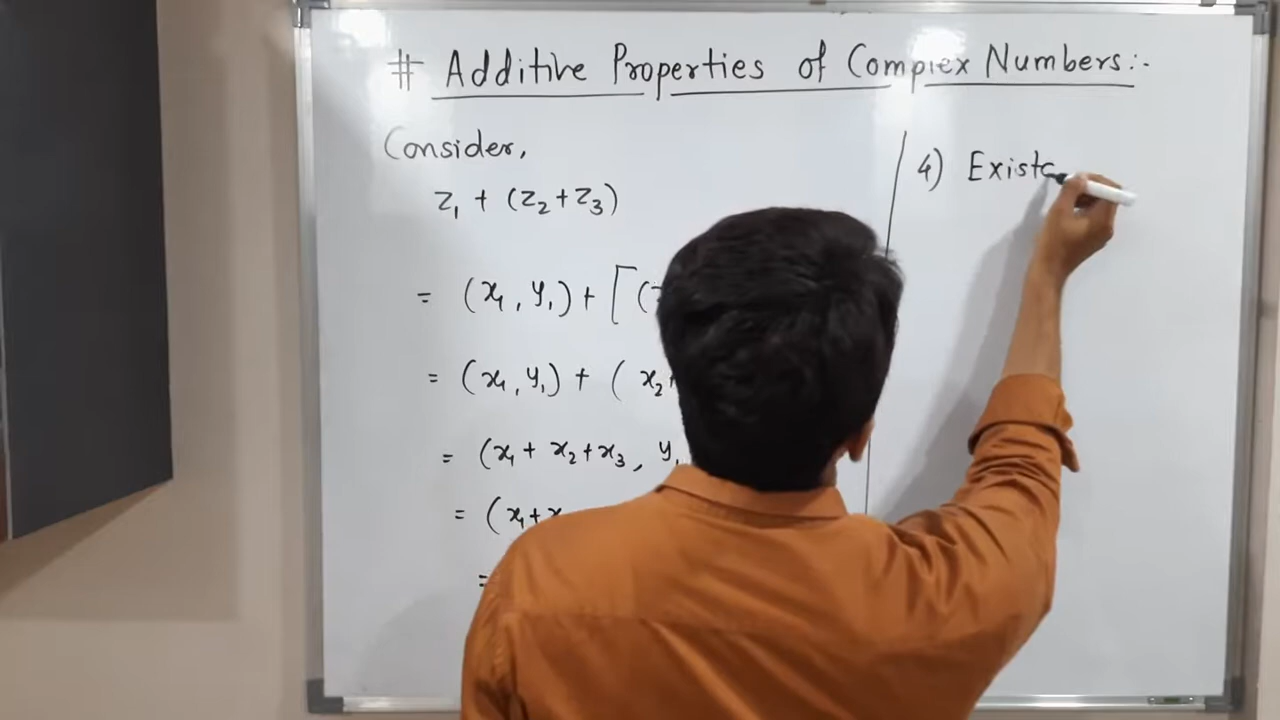 # Additive Properties of Complex Numbers:-
Consider,
z₁ + (z₂+z₃)
= (x₁, y₁) + [(
= (x₁, y₁) + ( x₂+
= (x₁ + x₂+x₃, y₁
= (x₁+x
=
4) Exist